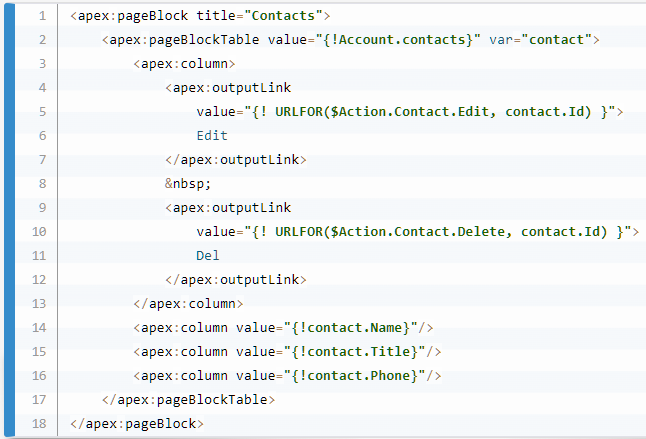 1 <apex:pageBlock title="Contacts">
2 <apex:pageBlockTable value="{!Account.contacts}" var="contact">
3 <apex:column>
4 <apex:outputLink
5 value="{! URLFOR($Action.Contact.Edit, contact.Id) }">
6 Edit
7 </apex:outputLink>
8 &nbsp;
9 <apex:outputLink
10 value="{! URLFOR($Action.Contact.Delete, contact.Id) }">
11 Del
12 </apex:outputLink>
13 </apex:column>
14 <apex:column value="{!contact.Name}"/>
15 <apex:column value="{!contact.Title}"/>
16 <apex:column value="{!contact.Phone}"/>
17 </apex:pageBlockTable>
18 </apex:pageBlock>